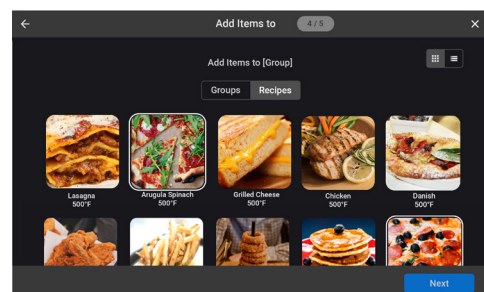 Add Items to 4 / 5
Add Items to [Group]
Groups Recipes
Lasagna
500°F
Arugula Spinach
500°F
Grilled Cheese
500°F
Chicken
500°F
Danish
500°F
Next